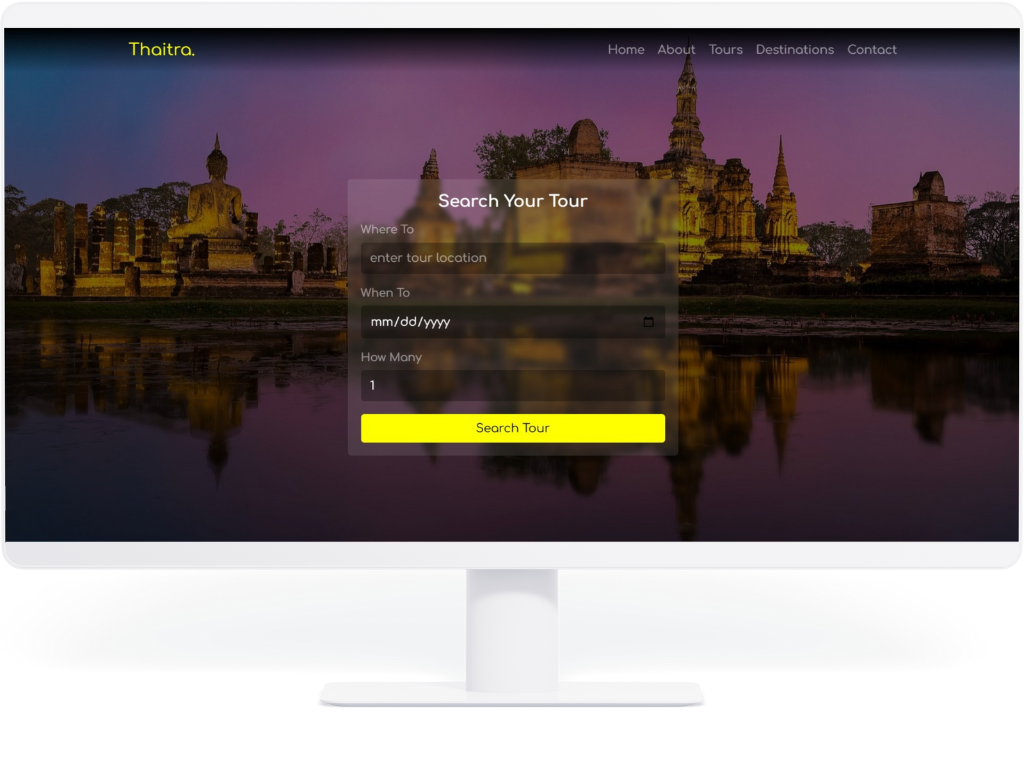 Thaitra.
Home About Tours Destinations Contact
Search Your Tour
Where To
enter tour location
When To
mm/dd/yyyy
How Many
1
Search Tour